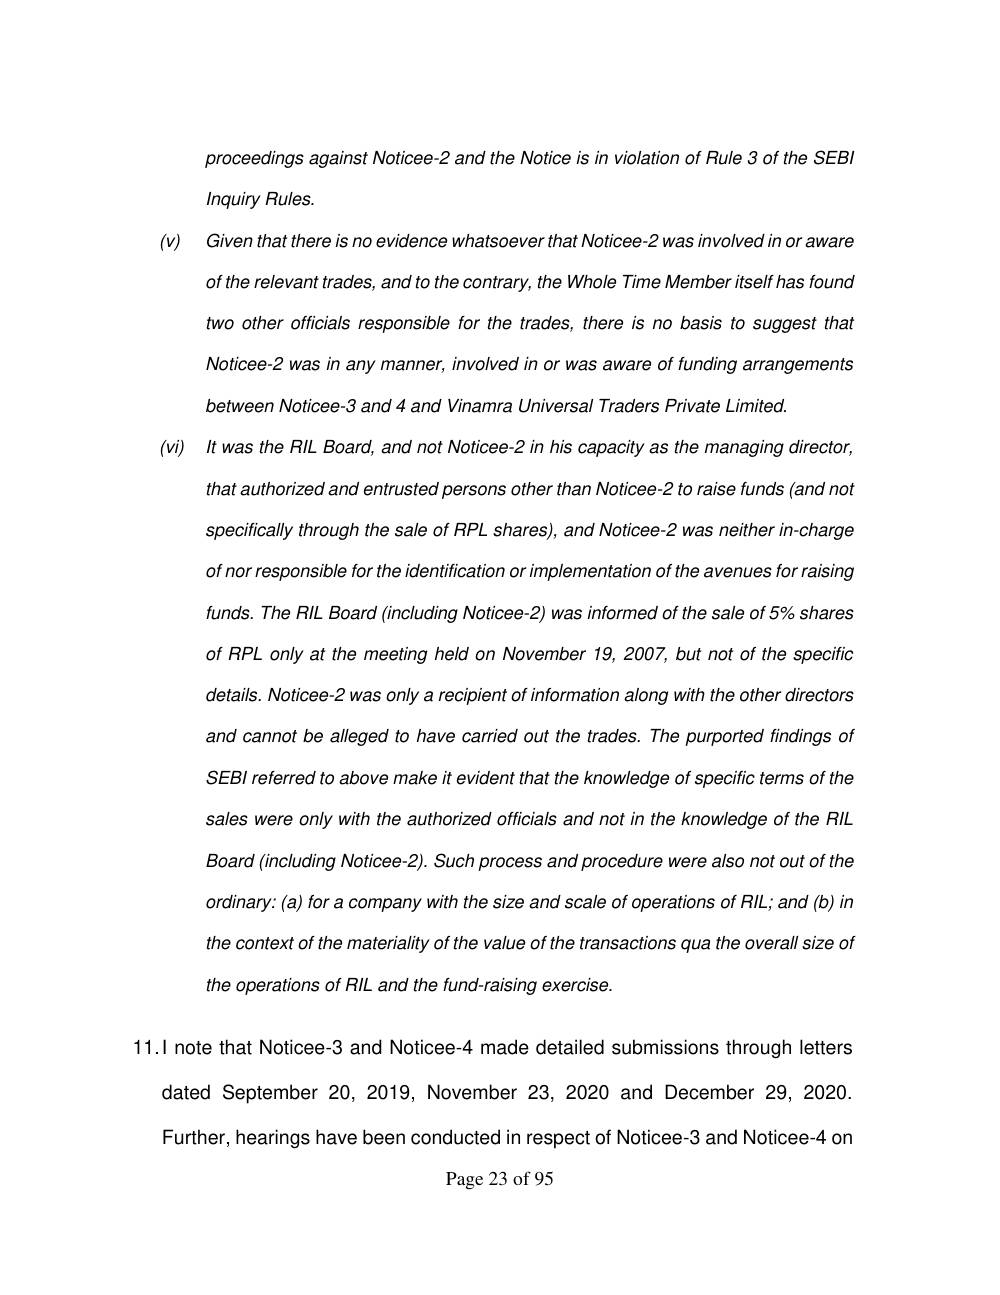 proceedings against Noticee-2 and the Notice is in violation of Rule 3 of the SEBI
Inquiry Rules.
(v) Given that there is no evidence whatsoever that Noticee-2 was involved in or aware
of the relevant trades, and to the contrary, the Whole Time Member itself has found
two other officials responsible for the trades, there is no basis to suggest that
Noticee-2 was in any manner, involved in or was aware of funding arrangements
between Noticee-3 and 4 and Vinamra Universal Traders Private Limited.
(vi) It was the RIL Board, and not Noticee-2 in his capacity as the managing director,
that authorized and entrusted persons other than Noticee-2 to raise funds (and not
specifically through the sale of RPL shares), and Noticee-2 was neither in-charge
of nor responsible for the identification or implementation of the avenues for raising
funds. The RIL Board (including Noticee-2) was informed of the sale of 5% shares
of RPL only at the meeting held on November 19, 2007, but not of the specific
details. Noticee-2 was only a recipient of information along with the other directors
and cannot be alleged to have carried out the trades. The purported findings of
SEBI referred to above make it evident that the knowledge of specific terms of the
sales were only with the authorized officials and not in the knowledge of the RIL
Board (including Noticee-2). Such process and procedure were also not out of the
ordinary: (a) for a company with the size and scale of operations of RIL; and (b) in
the context of the materiality of the value of the transactions qua the overall size of
the operations of RIL and the fund-raising exercise.
11. I note that Noticee-3 and Noticee-4 made detailed submissions through letters
dated September 20, 2019, November 23, 2020 and December 29, 2020.
Further, hearings have been conducted in respect of Noticee-3 and Noticee-4 on
Page 23 of 95